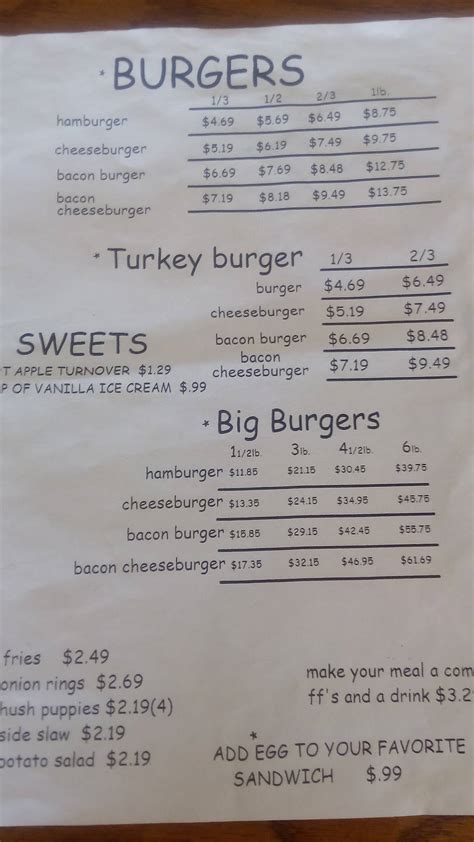 * BURGERS
1/3 1/2 2/3 1lb.
hamburger $4.69 $5.69 $6.49 $8.75
cheeseburger $5.19 $6.19 $7.49 $9.75
bacon burger $6.69 $7.69 $8.48 $12.75
bacon
cheeseburger $7.19 $8.18 $9.49 $13.75
* Turkey burger 1/3 2/3
burger $4.69 $6.49
cheeseburger $5.19 $7.49
bacon burger $6.69 $8.48
bacon
cheeseburger $7.19 $9.49
SWEETS
T APPLE TURNOVER $1.29
P OF VANILLA ICE CREAM $.99
* Big Burgers
11/2lb. 3lb. 41/2lb. 6lb.
hamburger $11.85 $21.15 $30.45 $39.75
cheeseburger $13.35 $24.15 $34.95 $45.75
bacon burger $15.85 $29.15 $42.45 $55.75
bacon cheeseburger $17.35 $32.15 $46.95 $61.69
fries $2.49
onion rings $2.69
hush puppies $2.19(4)
side slaw $2.19
potato salad $2.19
make your meal a com
ff's and a drink $3.2
*
ADD EGG TO YOUR FAVORITE
SANDWICH $.99